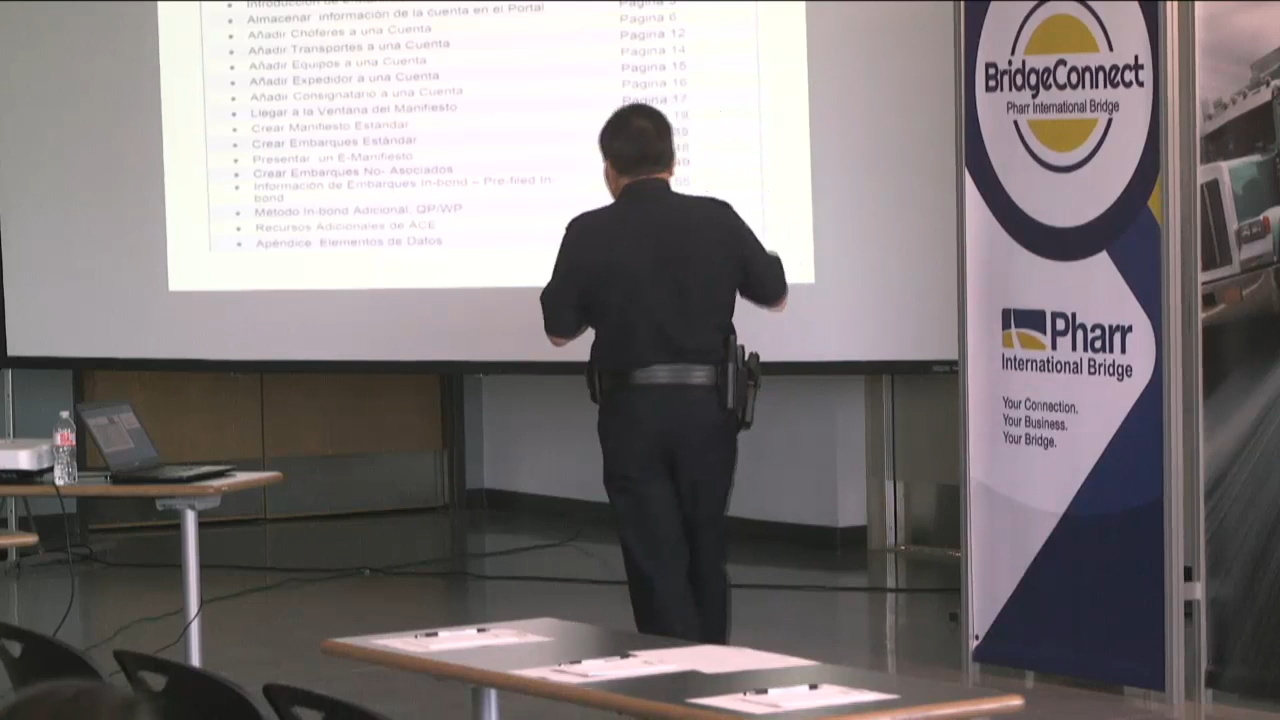 Almacenar información de la cuenta en el Portal Pagina 6
Añadir Choferes a una Cuenta Pagina 12
Añadir Transportes a una Cuenta Pagina 14
Añadir Equipos a una Cuenta Pagina 15
Añadir Expedidor a una Cuenta Pagina 16
Añadir Consignatario a una Cuenta Pagina 17
Llegar a la Ventana del Manifiesto
Crear Manifiesto Estándar
Crear Embarques Estándar
Presentar un E-Manifiesto
Crear Embarques No- Asociados
Información de Embarques In-bond – Pre-filed In-
bond
Método In-bond Adicional: QP/WP
Recursos Adicionales de ACE
Apéndice: Elementos de Datos
BridgeConnect
Pharr International Bridge
Pharr
International Bridge
Your Connection.
Your Business.
Your Bridge.